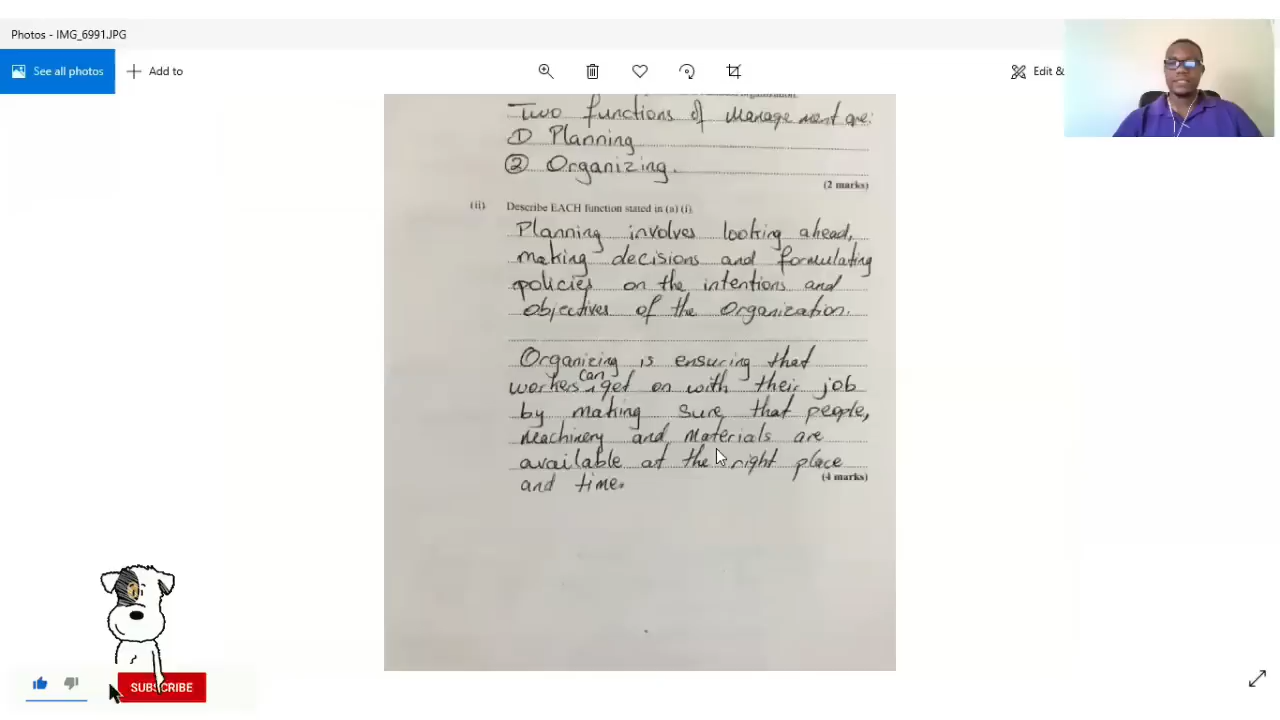 Photos - IMG_6991.JPG
See all photos
Add to
Edit &
Two functions of management are:
① Planning
② Organizing.
(2 marks)
(ii) Describe EACH function stated in (a) (i).
Planning involves looking ahead,
making decisions and formulating
policies on the intentions and
objectives of the Organization.
Organizing is ensuring that
workers can get on with their job
by making sure that people,
Machinery and Materials are
available at the right place
(4 marks)
and time.
SUBSCRIBE